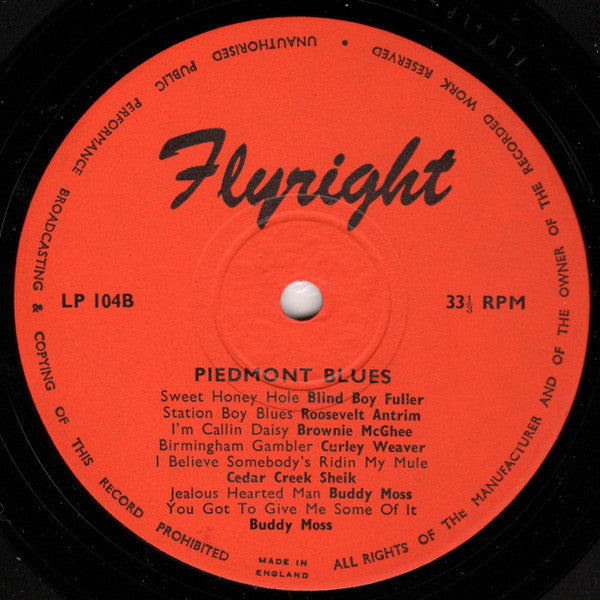 Flyright
LP 104B
33⅓ RPM
PIEDMONT BLUES
Sweet Honey Hole Blind Boy Fuller
Station Boy Blues Roosevelt Antrim
I'm Callin Daisy Brownie McGhee
Birmingham Gambler Curley Weaver
I Believe Somebody's Ridin My Mule
Cedar Creek Sheik
Jealous Hearted Man Buddy Moss
You Got To Give Me Some Of It
Buddy Moss
MADE IN
ENGLAND
ALL RIGHTS OF THE MANUFACTURER AND OF THE OWNER OF THE RECORDED WORK RESERVED • UNAUTHORISED PUBLIC PERFORMANCE BROADCASTING & COPYING OF THIS RECORD PROHIBITED